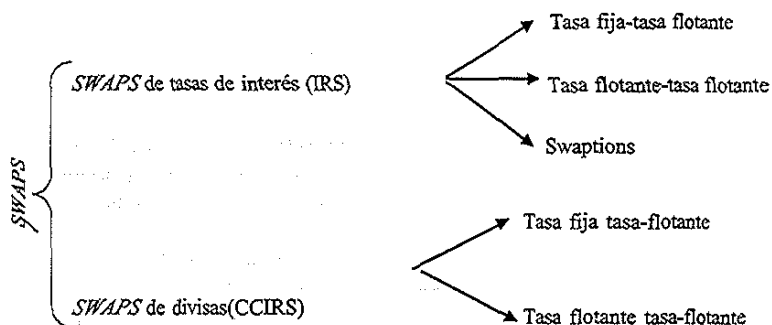 SWAPS
SWAPS de tasas de interés (IRS)
Tasa fija-tasa flotante
Tasa flotante-tasa flotante
Swaptions
SWAPS de divisas(CCIRS)
Tasa fija tasa-flotante
Tasa flotante tasa-flotante